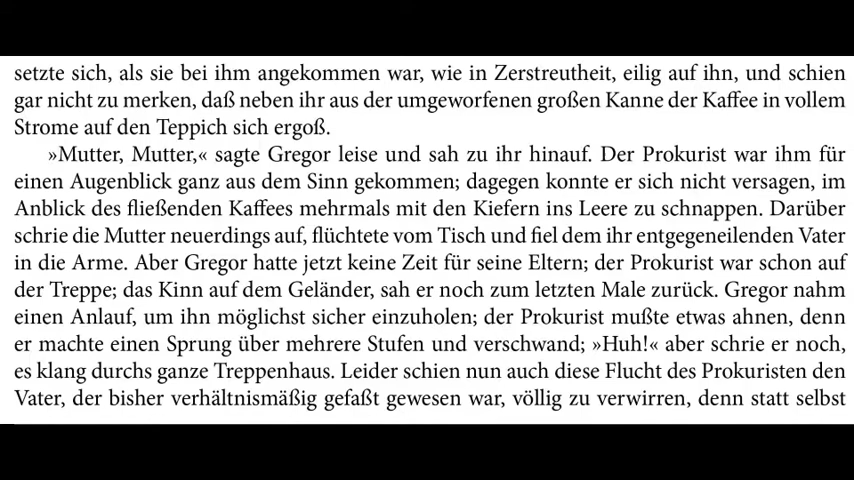 setzte sich, als sie bei ihm angekommen war, wie in Zerstreutheit, eilig auf ihn, und schien
gar nicht zu merken, daß neben ihr aus der umgeworfenen großen Kanne der Kaffee in vollem
Strome auf den Teppich sich ergoß.
»Mutter, Mutter,« sagte Gregor leise und sah zu ihr hinauf. Der Prokurist war ihm für
einen Augenblick ganz aus dem Sinn gekommen; dagegen konnte er sich nicht versagen, im
Anblick des fließenden Kaffees mehrmals mit den Kiefern ins Leere zu schnappen. Darüber
schrie die Mutter neuerdings auf, flüchtete vom Tisch und fiel dem ihr entgegeneilenden Vater
in die Arme. Aber Gregor hatte jetzt keine Zeit für seine Eltern; der Prokurist war schon auf
der Treppe; das Kinn auf dem Geländer, sah er noch zum letzten Male zurück. Gregor nahm
einen Anlauf, um ihn möglichst sicher einzuholen; der Prokurist mußte etwas ahnen, denn
er machte einen Sprung über mehrere Stufen und verschwand; »Huh!« aber schrie er noch,
es klang durchs ganze Treppenhaus. Leider schien nun auch diese Flucht des Prokuristen den
Vater, der bisher verhältnismäßig gefaßt gewesen war, völlig zu verwirren, denn statt selbst